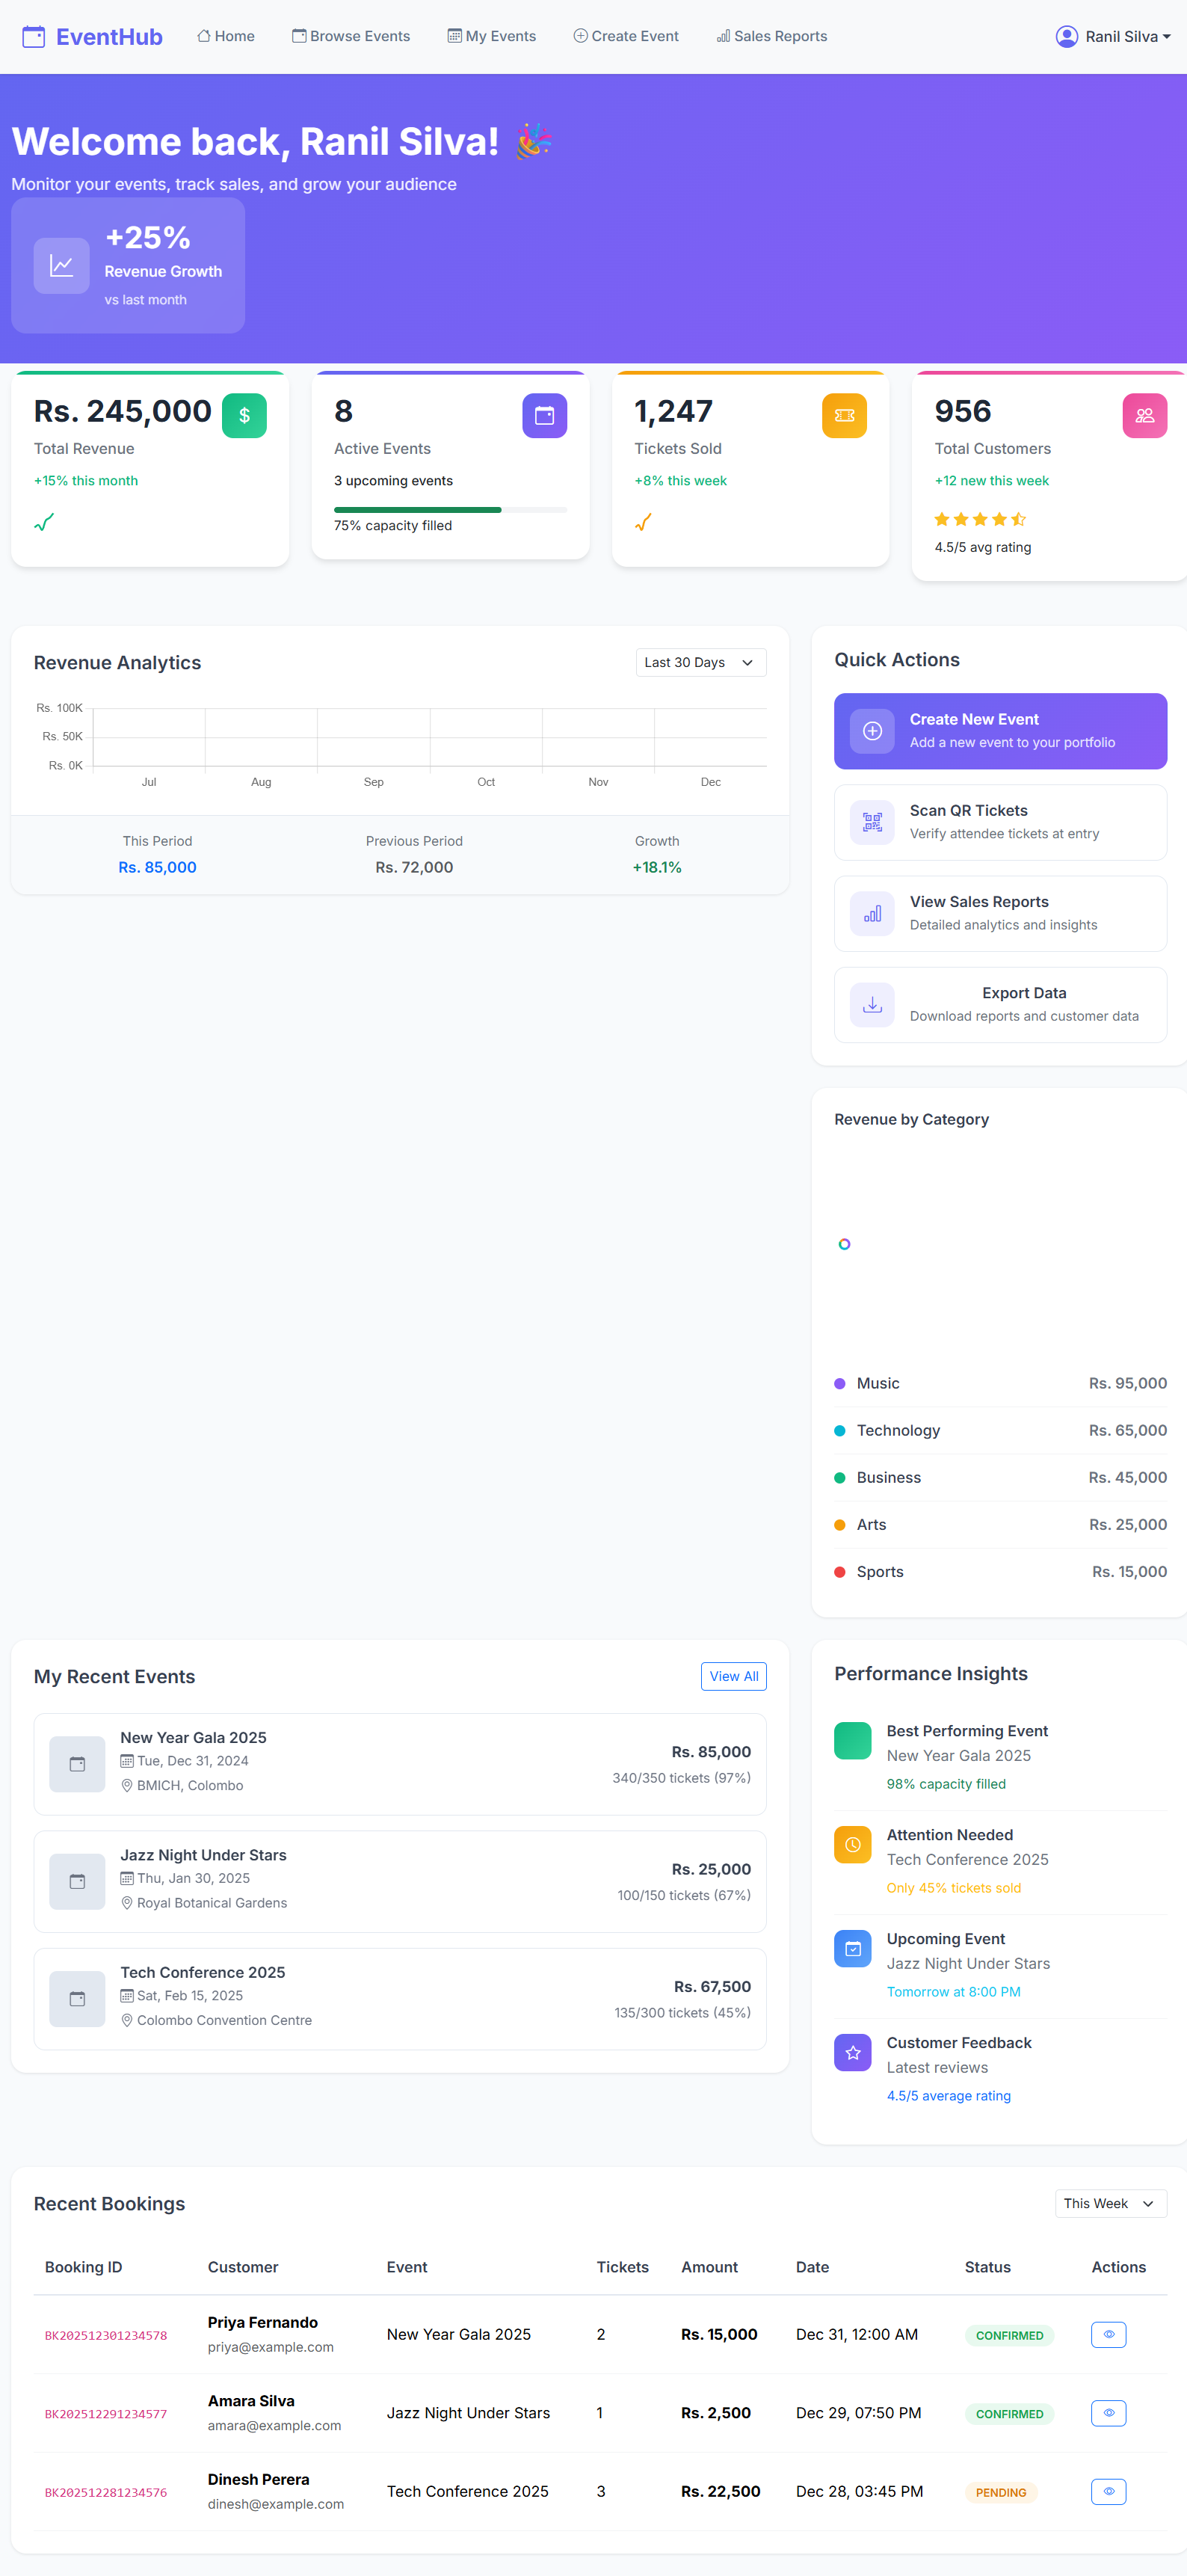 EventHub
Home
Browse Events
My Events
Create Event
Sales Reports
Ranil Silva
Welcome back, Ranil Silva! 🎉
Monitor your events, track sales, and grow your audience
+25%
Revenue Growth
vs last month
Rs. 245,000
Total Revenue
+15% this month
8
Active Events
3 upcoming events
75% capacity filled
1,247
Tickets Sold
+8% this week
956
Total Customers
+12 new this week
4.5/5 avg rating
Revenue Analytics
Last 30 Days
Rs. 100K
Rs. 50K
Rs. 0K
Jul Aug Sep Oct Nov Dec
This Period
Rs. 85,000
Previous Period
Rs. 72,000
Growth
+18.1%
Quick Actions
Create New Event
Add a new event to your portfolio
Scan QR Tickets
Verify attendee tickets at entry
View Sales Reports
Detailed analytics and insights
Export Data
Download reports and customer data
Revenue by Category
Music Rs. 95,000
Technology Rs. 65,000
Business Rs. 45,000
Arts Rs. 25,000
Sports Rs. 15,000
My Recent Events
View All
New Year Gala 2025
Tue, Dec 31, 2024
BMICH, Colombo
Rs. 85,000
340/350 tickets (97%)
Jazz Night Under Stars
Thu, Jan 30, 2025
Royal Botanical Gardens
Rs. 25,000
100/150 tickets (67%)
Tech Conference 2025
Sat, Feb 15, 2025
Colombo Convention Centre
Rs. 67,500
135/300 tickets (45%)
Performance Insights
Best Performing Event
New Year Gala 2025
98% capacity filled
Attention Needed
Tech Conference 2025
Only 45% tickets sold
Upcoming Event
Jazz Night Under Stars
Tomorrow at 8:00 PM
Customer Feedback
Latest reviews
4.5/5 average rating
Recent Bookings
This Week
Booking ID Customer Event Tickets Amount Date Status Actions
BK202512301234578 Priya Fernando New Year Gala 2025 2 Rs. 15,000 Dec 31, 12:00 AM CONFIRMED
priya@example.com
BK202512291234577 Amara Silva Jazz Night Under Stars 1 Rs. 2,500 Dec 29, 07:50 PM CONFIRMED
amara@example.com
BK202512281234576 Dinesh Perera Tech Conference 2025 3 Rs. 22,500 Dec 28, 03:45 PM PENDING
dinesh@example.com